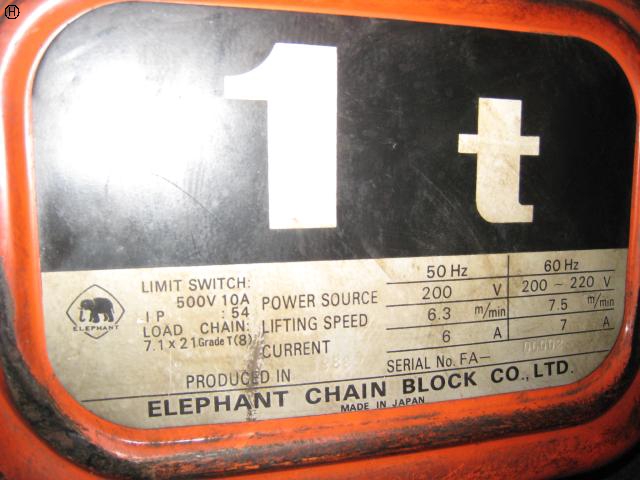 H
1 t
ELEPHANT
LIMIT SWITCH:
500V 10A
I P : 54
LOAD CHAIN:
7.1 x 21 Grade T(8)
50 Hz 60 Hz
POWER SOURCE 200 V 200 ~ 220 V
LIFTING SPEED 6.3 m/min 7.5 m/min
CURRENT 6 A 7 A
PRODUCED IN SERIAL No. FA—
ELEPHANT CHAIN BLOCK CO., LTD.
MADE IN JAPAN